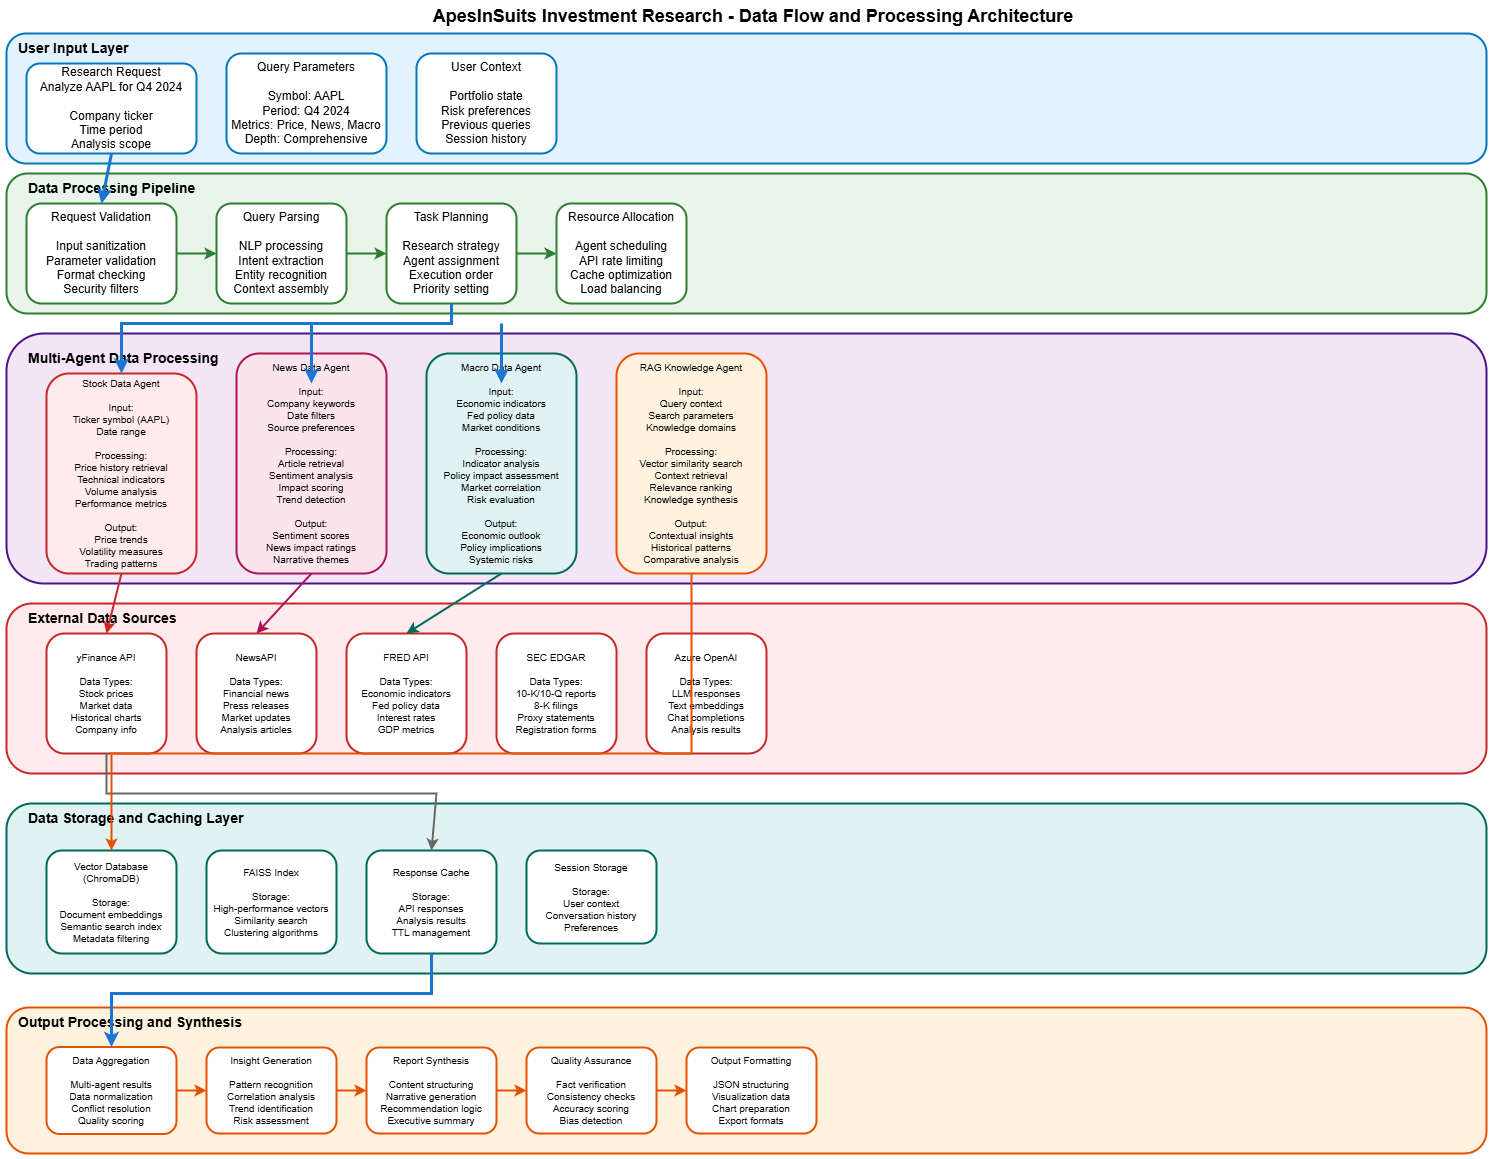 ApesInSuits Investment Research - Data Flow and Processing Architecture
User Input Layer
Research Request
Analyze AAPL for Q4 2024
Company ticker
Time period
Analysis scope
Query Parameters
Symbol: AAPL
Period: Q4 2024
Metrics: Price, News, Macro
Depth: Comprehensive
User Context
Portfolio state
Risk preferences
Previous queries
Session history
Data Processing Pipeline
Request Validation
Input sanitization
Parameter validation
Format checking
Security filters
Query Parsing
NLP processing
Intent extraction
Entity recognition
Context assembly
Task Planning
Research strategy
Agent assignment
Execution order
Priority setting
Resource Allocation
Agent scheduling
API rate limiting
Cache optimization
Load balancing
Multi-Agent Data Processing
Stock Data Agent
Input:
Ticker symbol (AAPL)
Date range
Processing:
Price history retrieval
Technical indicators
Volume analysis
Performance metrics
Output:
Price trends
Volatility measures
Trading patterns
News Data Agent
Input:
Company keywords
Date filters
Source preferences
Processing:
Article retrieval
Sentiment analysis
Impact scoring
Trend detection
Output:
Sentiment scores
News impact ratings
Narrative themes
Macro Data Agent
Input:
Economic indicators
Fed policy data
Market conditions
Processing:
Indicator analysis
Policy impact assessment
Market correlation
Risk evaluation
Output:
Economic outlook
Policy implications
Systemic risks
RAG Knowledge Agent
Input:
Query context
Search parameters
Knowledge domains
Processing:
Vector similarity search
Context retrieval
Relevance ranking
Knowledge synthesis
Output:
Contextual insights
Historical patterns
Comparative analysis
External Data Sources
yFinance API
Data Types:
Stock prices
Market data
Historical charts
Company info
NewsAPI
Data Types:
Financial news
Press releases
Market updates
Analysis articles
FRED API
Data Types:
Economic indicators
Fed policy data
Interest rates
GDP metrics
SEC EDGAR
Data Types:
10-K/10-Q reports
8-K filings
Proxy statements
Registration forms
Azure OpenAI
Data Types:
LLM responses
Text embeddings
Chat completions
Analysis results
Data Storage and Caching Layer
Vector Database
(ChromaDB)
Storage:
Document embeddings
Semantic search index
Metadata filtering
FAISS Index
Storage:
High-performance vectors
Similarity search
Clustering algorithms
Response Cache
Storage:
API responses
Analysis results
TTL management
Session Storage
Storage:
User context
Conversation history
Preferences
Output Processing and Synthesis
Data Aggregation
Multi-agent results
Data normalization
Conflict resolution
Quality scoring
Insight Generation
Pattern recognition
Correlation analysis
Trend identification
Risk assessment
Report Synthesis
Content structuring
Narrative generation
Recommendation logic
Executive summary
Quality Assurance
Fact verification
Consistency checks
Accuracy scoring
Bias detection
Output Formatting
JSON structuring
Visualization data
Chart preparation
Export formats